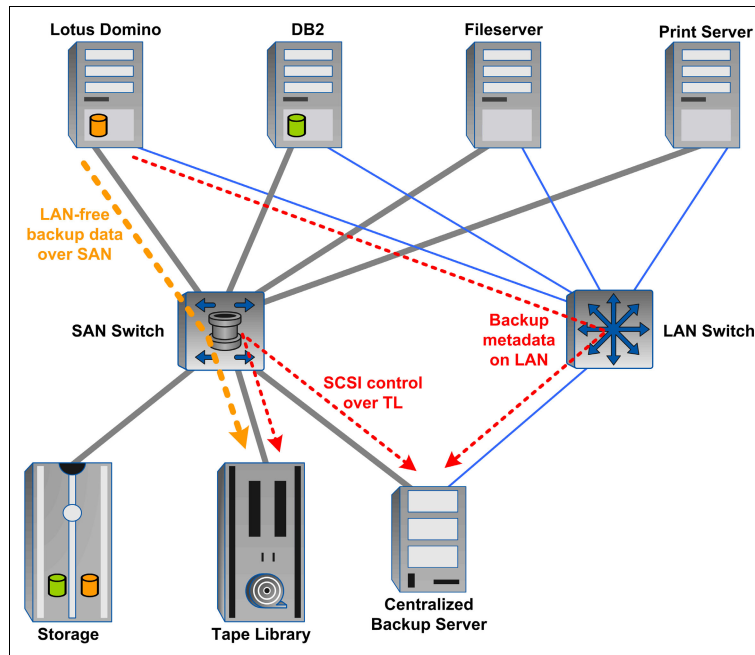 Lotus Domino
DB2
Fileserver
Print Server
LAN-free
backup data
over SAN
SAN Switch
Backup
metadata
on LAN
LAN Switch
SCSI control
over TL
Storage
Tape Library
Centralized
Backup Server